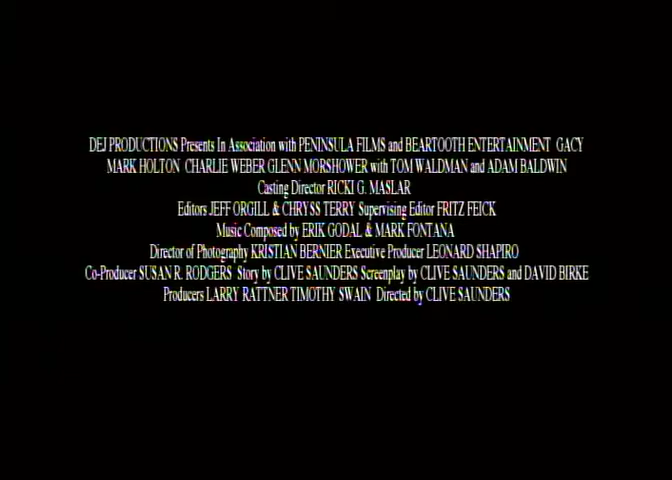 DEJ PRODUCTIONS Presents In Association with PENINSULA FILMS and BEARTOOTH ENTERTAINMENT GACY
MARK HOLTON CHARLIE WEBER GLENN MORSHOWER with TOM WALDMAN and ADAM BALDWIN
Casting Director RICKI G. MASLAR
Editors JEFF ORGILL & CHRYSS TERRY Supervising Editor FRITZ FEICK
Music Composed by ERIK GODAL & MARK FONTANA
Director of Photography KRISTIAN BERNIER Executive Producer LEONARD SHAPIRO
Co-Producer SUSAN R. RODGERS Story by CLIVE SAUNDERS Screenplay by CLIVE SAUNDERS and DAVID BIRKE
Producers LARRY RATTNER TIMOTHY SWAIN Directed by CLIVE SAUNDERS